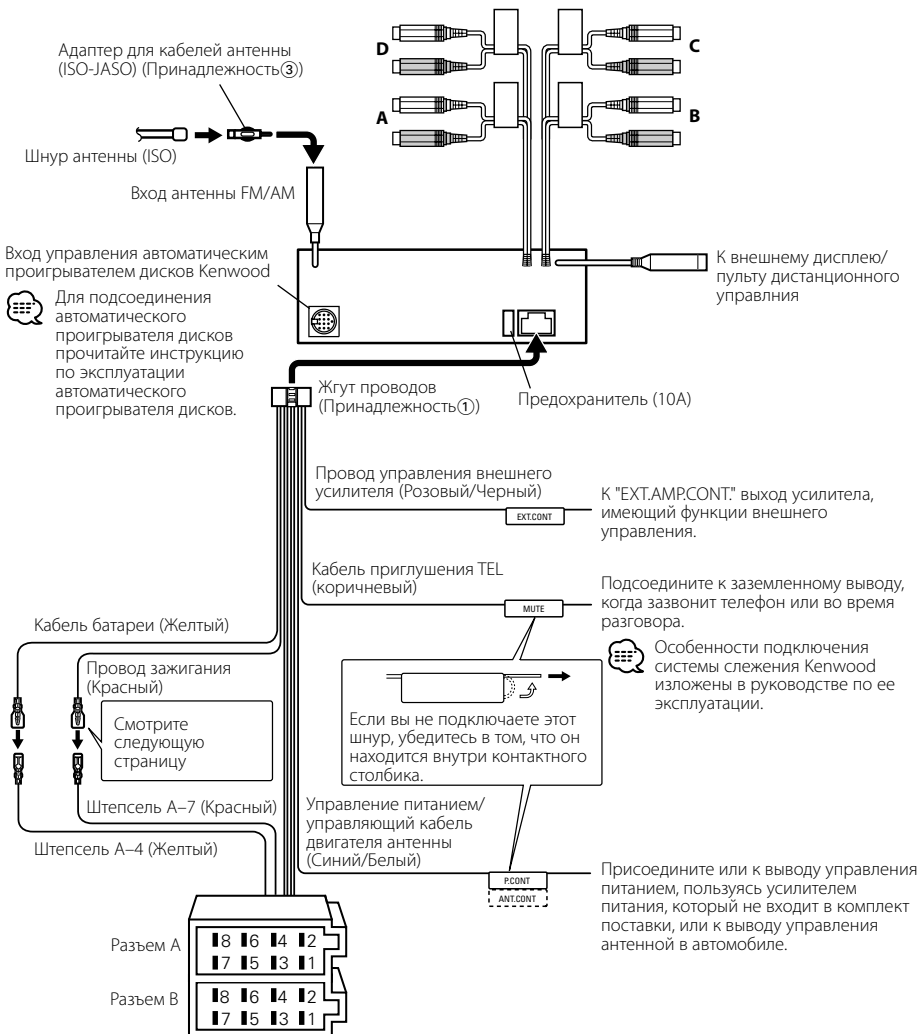 D
C
A
B
Адаптер для кабелей антенны
(ISO-JASO) (Принадлежность③)
Шнур антенны (ISO)
Вход антенны FM/AM
Вход управления автоматическим
проигрывателем дисков Kenwood
Для подсоединения
автоматического
проигрывателя дисков
прочитайте инструкцию
по эксплуатации
автоматического
проигрывателя дисков.
К внешнему дисплею/
пульту дистанционного
управлния
Жгут проводов
(Принадлежность①)
Предохранитель (10A)
Провод управления внешнего
усилителя (Розовый/Черный)
EXT.CONT
К "EXT.AMP.CONT." выход усилитела,
имеющий функции внешнего
управления.
Кабель приглушения TEL
(коричневый)
MUTE
Подсоедините к заземленному выводу,
когда зазвонит телефон или во время
разговора.
Особенности подключения
системы слежения Kenwood
изложены в руководстве по ее
эксплуатации.
Кабель батареи (Желтый)
Провод зажигания
(Красный)
Смотрите
следующую
страницу
Если вы не подключаете этот
шнур, убедитесь в том, что он
находится внутри контактного
столбика.
Штепсель A–7 (Красный)
Штепсель A–4 (Желтый)
Управление питанием/
управляющий кабель
двигателя антенны
(Синий/Белый)
P.CONT
ANT.CONT
Присоедините или к выводу управления
питанием, пользуясь усилителем
питания, который не входит в комплект
поставки, или к выводу управления
антенной в автомобиле.
Разъем A
8 6 4 2
7 5 3 1
Разъем B
8 6 4 2
7 5 3 1